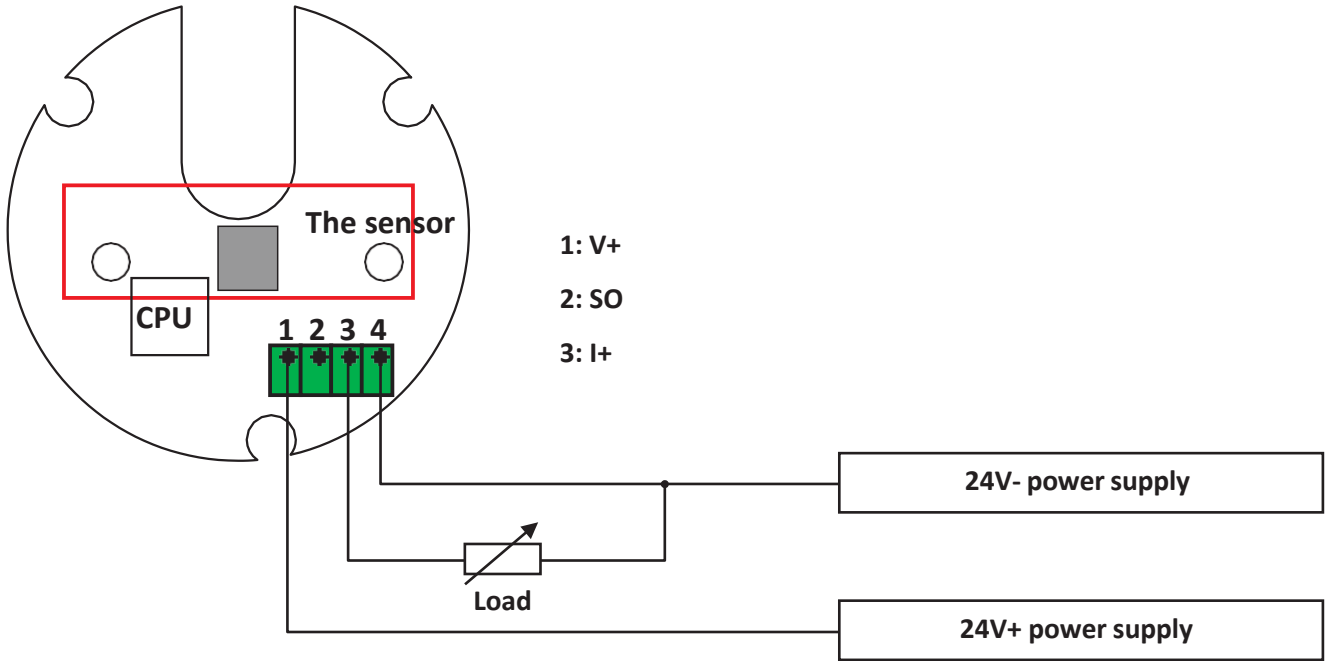 The sensor
CPU
1 2 3 4
1: V+
2: SO
3: I+
24V- power supply
Load
24V+ power supply